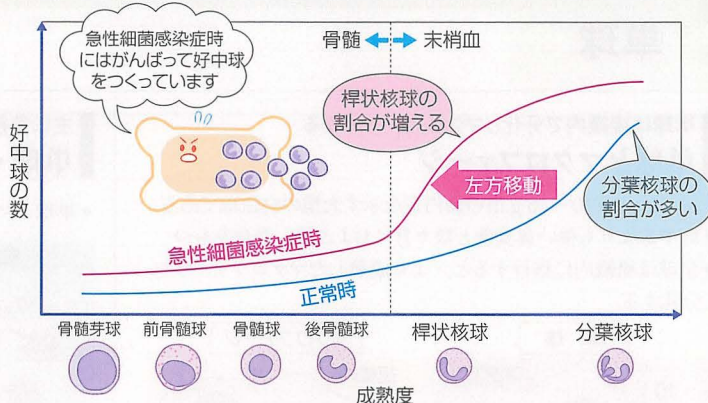 急性細菌感染症時
にはがんばって好中球
をつくっています
骨髄
末梢血
桿状核球の
割合が増える
左方移動
分葉核球の
割合が多い
好中球の数
急性細菌感染症時
正常時
骨髄芽球
前骨髄球
骨髄球
後骨髄球
桿状核球
分葉核球
成熟度